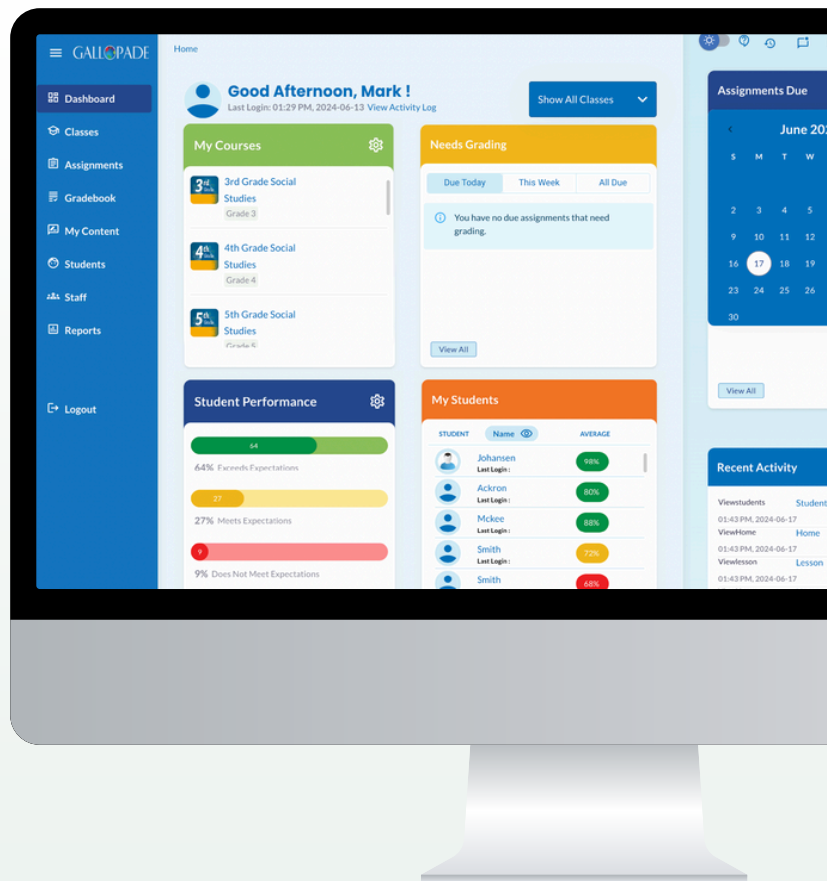 GALLOPADE
Dashboard
Classes
Assignments
Gradebook
My Content
Students
Staff
Reports
Logout
Home
Good Afternoon, Mark !
Last Login: 01:29 PM, 2024-06-13 View Activity Log
Show All Classes
My Courses
3rd Grade Social
Studies
Grade 3
4th Grade Social
Studies
Grade 4
5th Grade Social
Studies
Grade 5
Needs Grading
Due Today This Week All Due
You have no due assignments that need
grading.
View All
Student Performance
64
64% Exceeds Expectations
27
27% Meets Expectations
9
9% Does Not Meet Expectations
My Students
STUDENT Name AVERAGE
Johansen 98%
Last Login :
Ackron 80%
Last Login :
Mckee 88%
Last Login :
Smith 72%
Last Login :
Smith 68%
Assignments Due
June 202
S M T W
2 3 4 5
9 10 11 12
16 17 18 19
23 24 25 26
30
View All
Recent Activity
Viewstudents Student
01:43 PM, 2024-06-17
ViewHome Home
01:43 PM, 2024-06-17
Viewlesson Lesson
01:43 PM, 2024-06-17